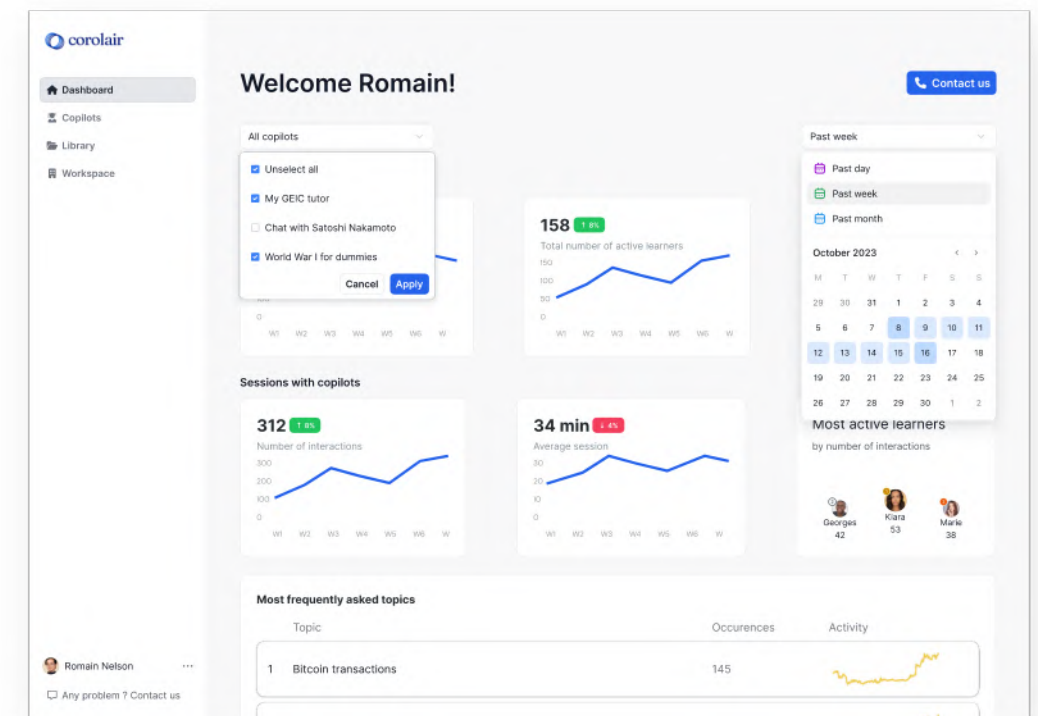 corolair
Dashboard
Copilots
Library
Workspace
Romain Nelson
Any problem ? Contact us
Welcome Romain!
Contact us
All copilots
Unselect all
My GEIC tutor
Chat with Satoshi Nakamoto
World War I for dummies
Cancel Apply
0
W1 W2 W3 W4 W5 W6 W
158 ↑ 8%
Total number of active learners
150
100
50
0
W1 W2 W3 W4 W5 W6 W
Past week
Past day
Past week
Past month
October 2023
M T W T F S S
29 30 31 1 2 3 4
5 6 7 8 9 10 11
12 13 14 15 16 17 18
19 20 21 22 23 24 25
26 27 28 29 30 1 2
Sessions with copilots
312 ↑ 8%
Number of interactions
300
200
100
0
W1 W2 W3 W4 W5 W6 W
34 min ↓ 4%
Average session
30
20
10
0
W1 W2 W3 W4 W5 W6 W
Most active learners
by number of interactions
Georges Kiara Marie
42 53 38
Most frequently asked topics
Topic Occurences Activity
1 Bitcoin transactions 145